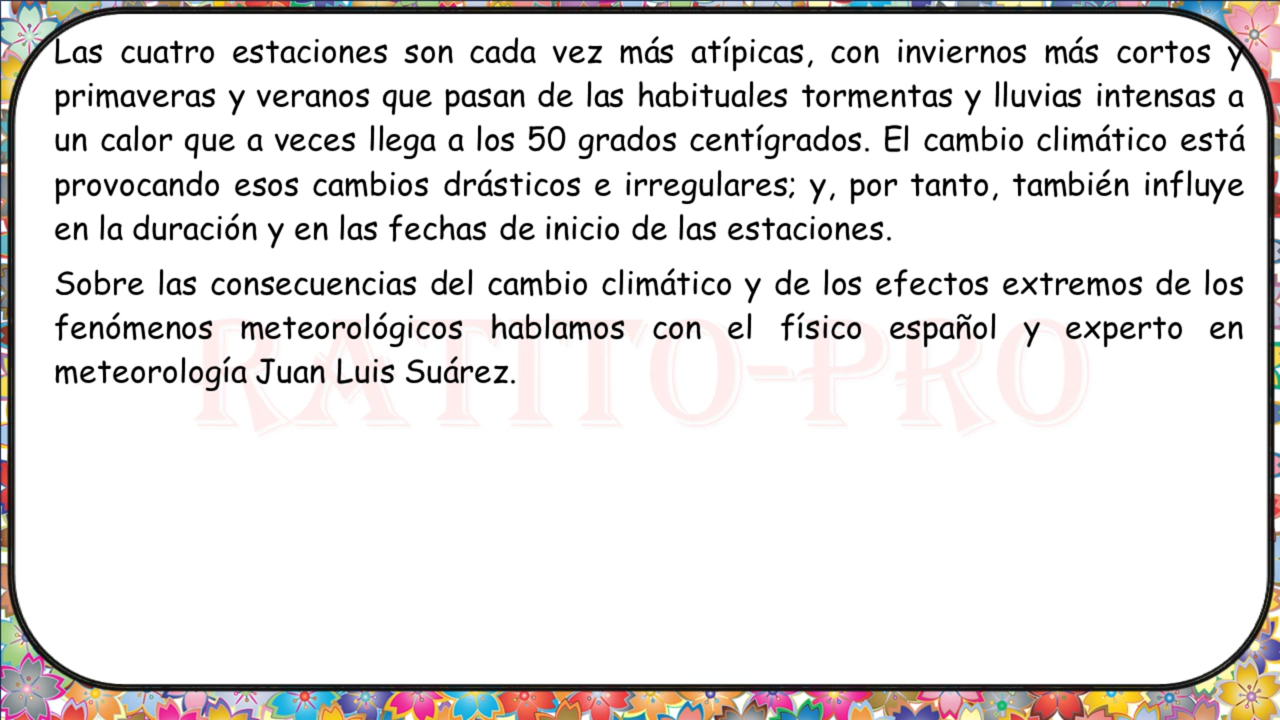 Las cuatro estaciones son cada vez más atípicas, con inviernos más cortos y
primaveras y veranos que pasan de las habituales tormentas y lluvias intensas a
un calor que a veces llega a los 50 grados centígrados. El cambio climático está
provocando esos cambios drásticos e irregulares; y, por tanto, también influye
en la duración y en las fechas de inicio de las estaciones.
Sobre las consecuencias del cambio climático y de los efectos extremos de los
fenómenos meteorológicos hablamos con el físico español y experto en
meteorología Juan Luis Suárez.
RATITO-PRO